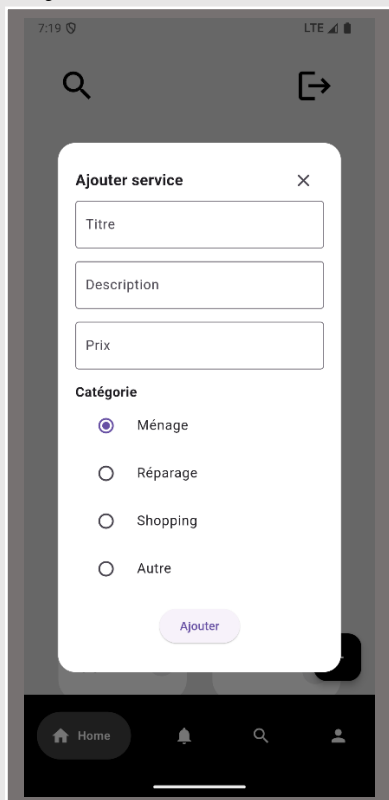 7:19 LTE
Ajouter service
Titre
Description
Prix
Catégorie
Ménage
Réparage
Shopping
Autre
Ajouter
Home